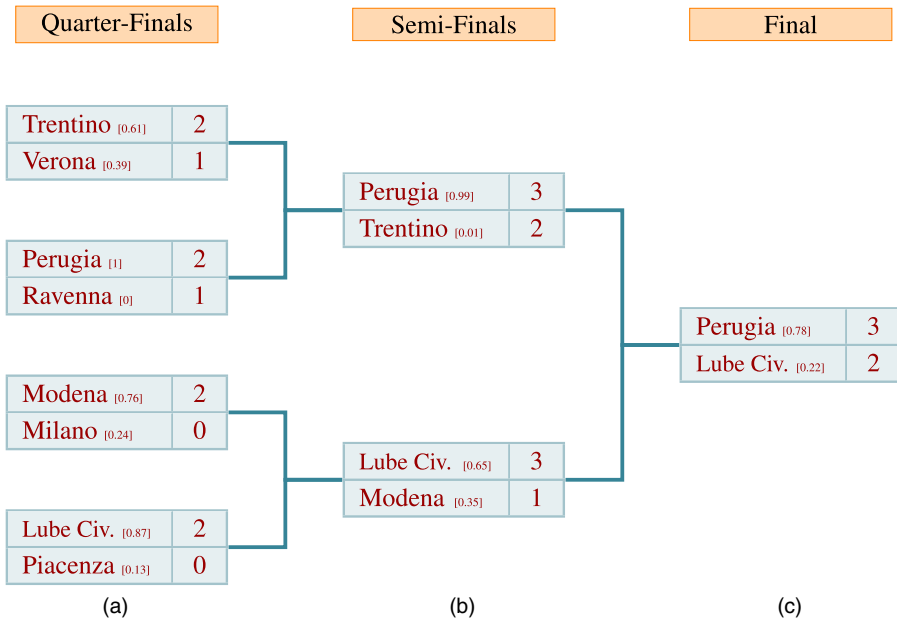 Quarter-Finals
Semi-Finals
Final
Trentino [0.61] 2
Verona [0.39] 1
Perugia [1] 2
Ravenna [0] 1
Modena [0.76] 2
Milano [0.24] 0
Lube Civ. [0.87] 2
Piacenza [0.13] 0
Perugia [0.99] 3
Trentino [0.01] 2
Lube Civ. [0.65] 3
Modena [0.35] 1
Perugia [0.78] 3
Lube Civ. [0.22] 2
(a)
(b)
(c)